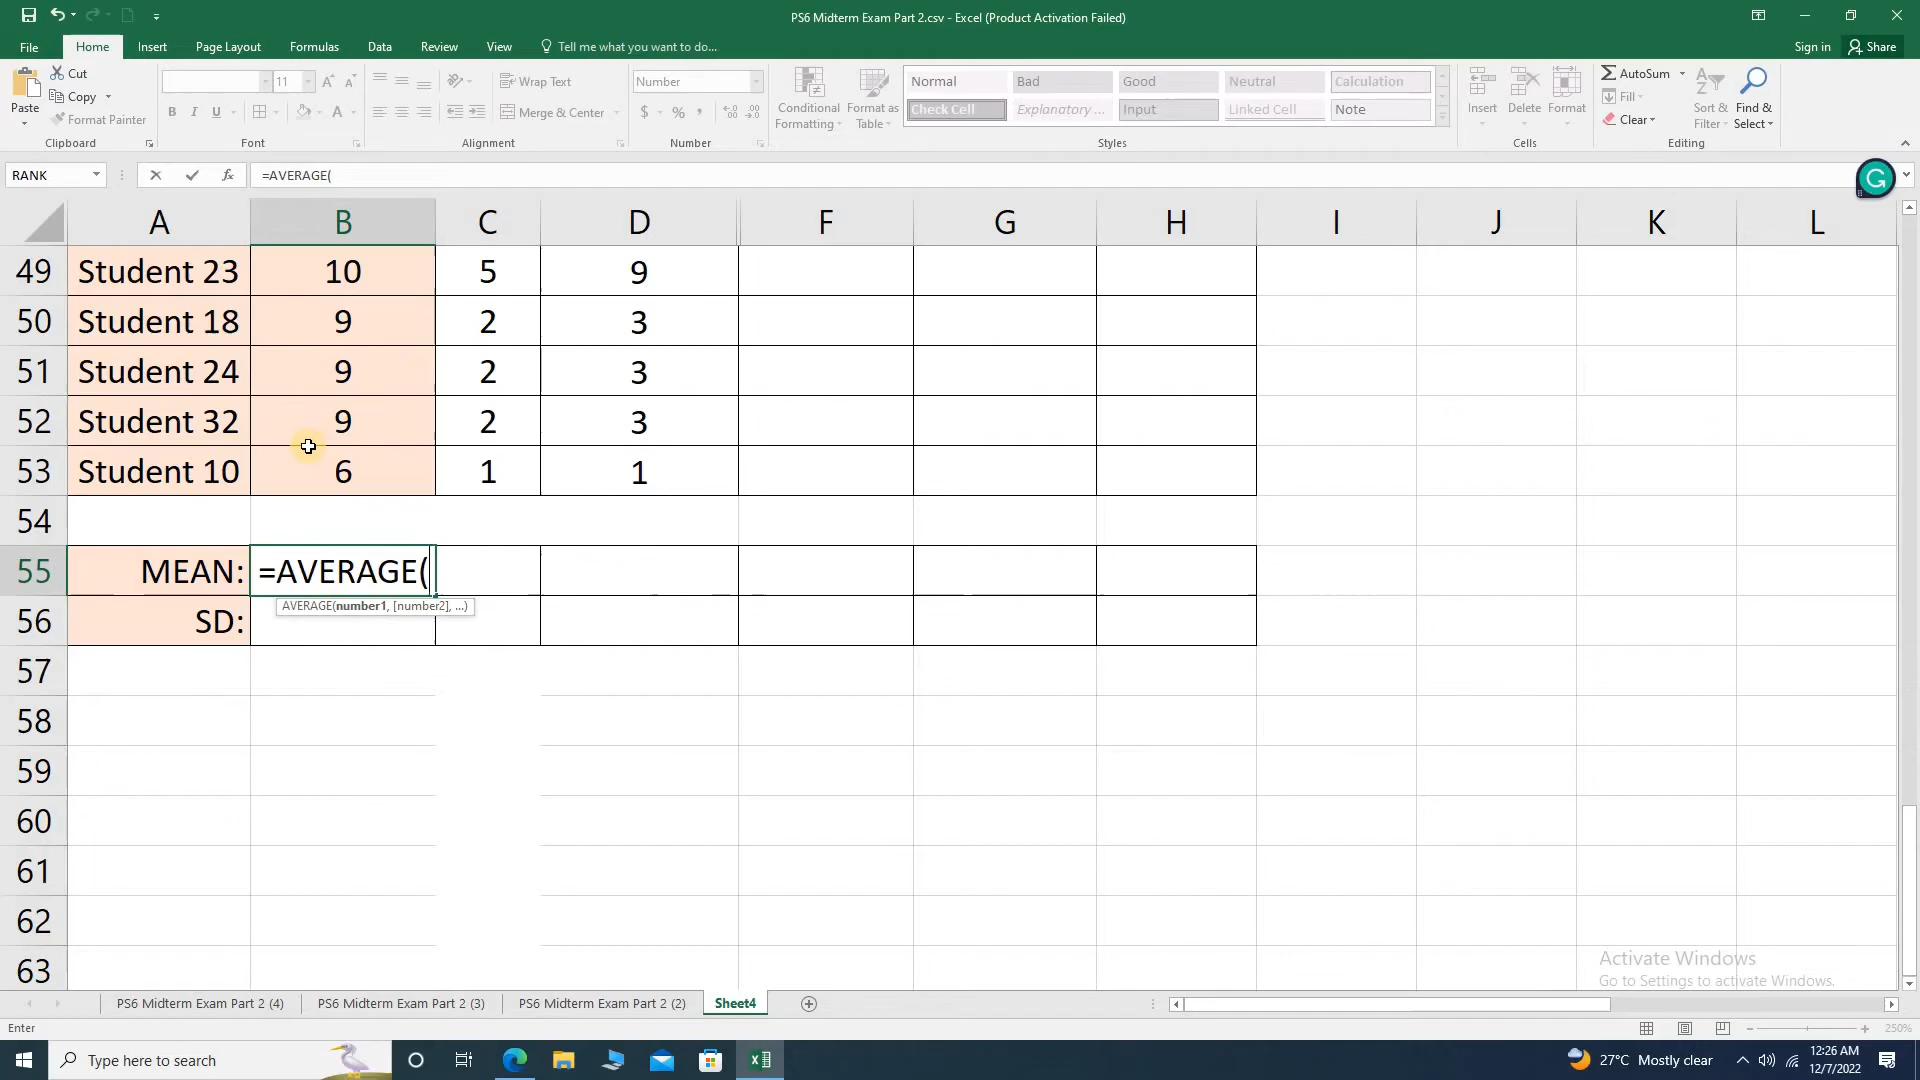 PS6 Midterm Exam Part 2.csv - Excel (Product Activation Failed)
File Home Insert Page Layout Formulas Data Review View Tell me what you want to do... Sign in Share
Paste Cut Copy Format Painter Clipboard
11 Font
Wrap Text Merge & Center Alignment
Number $ % , Number
Conditional Formatting Format as Table
Normal Bad Good Neutral Calculation
Check Cell Explanatory ... Input Linked Cell Note
Styles
Insert Delete Format Cells
AutoSum Fill Clear Sort & Filter Find & Select Editing
RANK fx =AVERAGE(
A B C D F G H I J K L
49 Student 23 10 5 9
50 Student 18 9 2 3
51 Student 24 9 2 3
52 Student 32 9 2 3
53 Student 10 6 1 1
54
55 MEAN: =AVERAGE(
AVERAGE(number1, [number2], ...)
56 SD:
57
58
59
60
61
62
63
Activate Windows
Go to Settings to activate Windows.
PS6 Midterm Exam Part 2 (4) PS6 Midterm Exam Part 2 (3) PS6 Midterm Exam Part 2 (2) Sheet4
Enter 250%
Type here to search 27°C Mostly clear 12:26 AM
12/7/2022